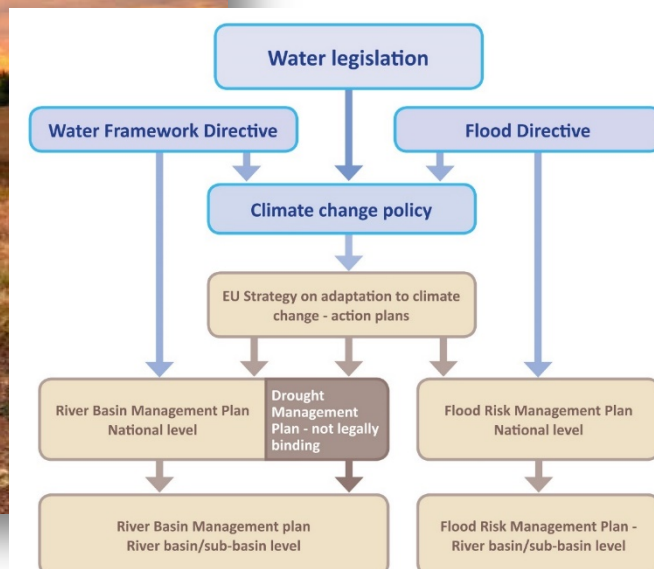 Water legislation
Water Framework Directive
Flood Directive
Climate change policy
EU Strategy on adaptation to climate
change - action plans
River Basin Management Plan
National level
Drought
Management
Plan - not legally
binding
Flood Risk Management Plan
National level
River Basin Management plan
River basin/sub-basin level
Flood Risk Management Plan -
River basin/sub-basin level